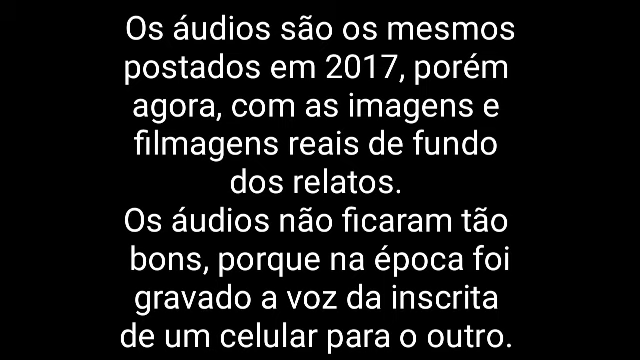 Os áudios são os mesmos
postados em 2017, porém
agora, com as imagens e
filmagens reais de fundo
dos relatos.
Os áudios não ficaram tão
bons, porque na época foi
gravado a voz da inscrita
de um celular para o outro.